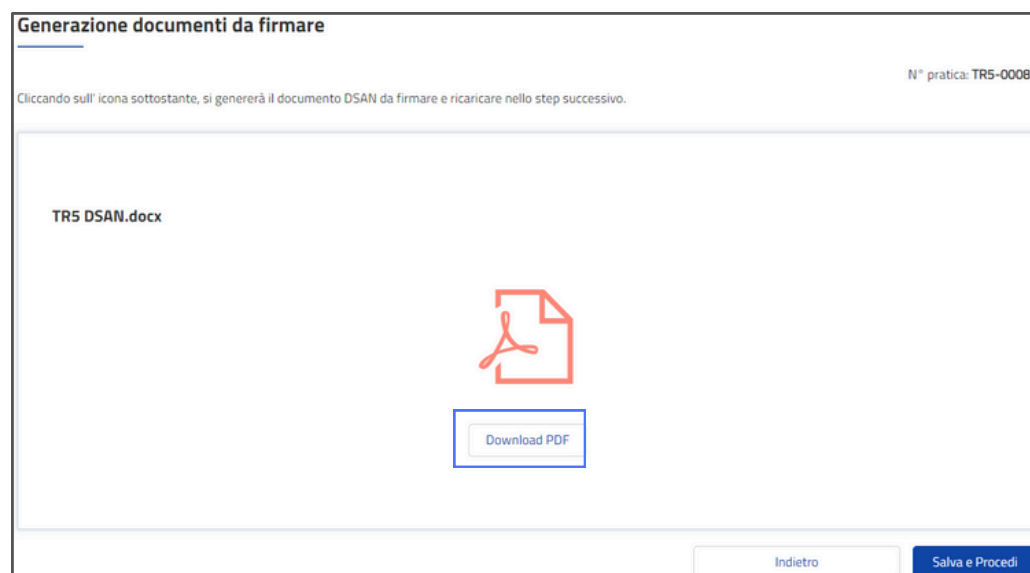 Generazione documenti da firmare
N° pratica: TR5-0008
Cliccando sull' icona sottostante, si genererà il documento DSAN da firmare e ricaricare nello step successivo.
TR5 DSAN.docx
Download PDF
Indietro
Salva e Procedi